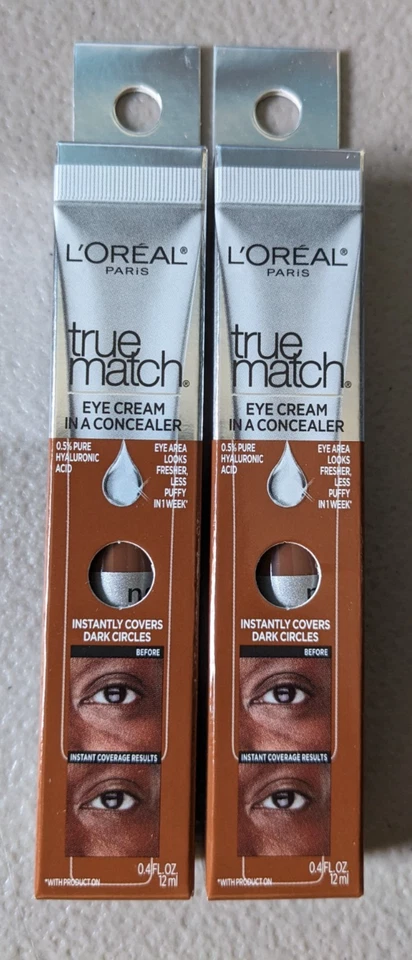 L'ORÉAL®
PARIS
true
match®
EYE CREAM
IN A CONCEALER
0.5% PURE
HYALURONIC
ACID
EYE AREA
LOOKS
FRESHER,
LESS
PUFFY
IN 1 WEEK*
n
INSTANTLY COVERS
DARK CIRCLES
BEFORE
INSTANT COVERAGE RESULTS
0.4 FL.OZ.
12 ml
*WITH PRODUCT ON
L'ORÉAL®
PARIS
true
match®
EYE CREAM
IN A CONCEALER
0.5% PURE
HYALURONIC
ACID
EYE AREA
LOOKS
FRESHER,
LESS
PUFFY
IN 1 WEEK*
INSTANTLY COVERS
DARK CIRCLES
BEFORE
INSTANT COVERAGE RESULTS
0.4 FL.OZ.
12 ml
*WITH PRODUCT ON